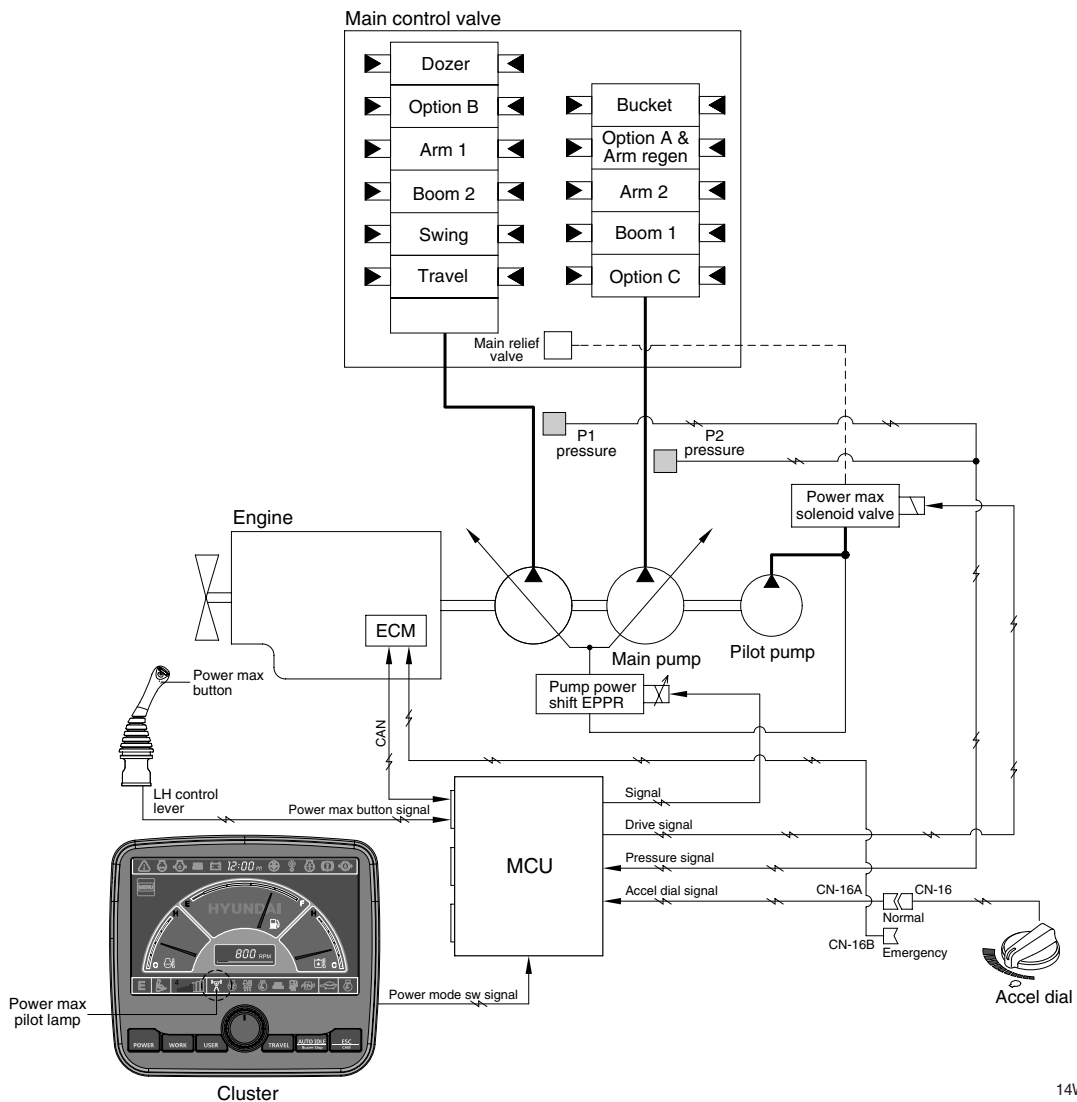 Main control valve
Dozer
Option B
Arm 1
Boom 2
Swing
Travel
Bucket
Option A &
Arm regen
Arm 2
Boom 1
Option C
Main relief
valve
P1
pressure
P2
pressure
Power max
solenoid valve
Engine
ECM
Main pump
Pilot pump
Pump power
shift EPPR
Power max
button
CAN
LH control
lever
Power max button signal
MCU
Signal
Drive signal
Pressure signal
Accel dial signal
CN-16A
CN-16
Normal
CN-16B
Emergency
Accel dial
12:00
MENU
HYUNDAI
E
F
H
H
C
C
800 RPM
E
4
Power mode sw signal
Power max
pilot lamp
POWER
WORK
USER
TRAVEL
AUTO IDLE
ESC
Cluster